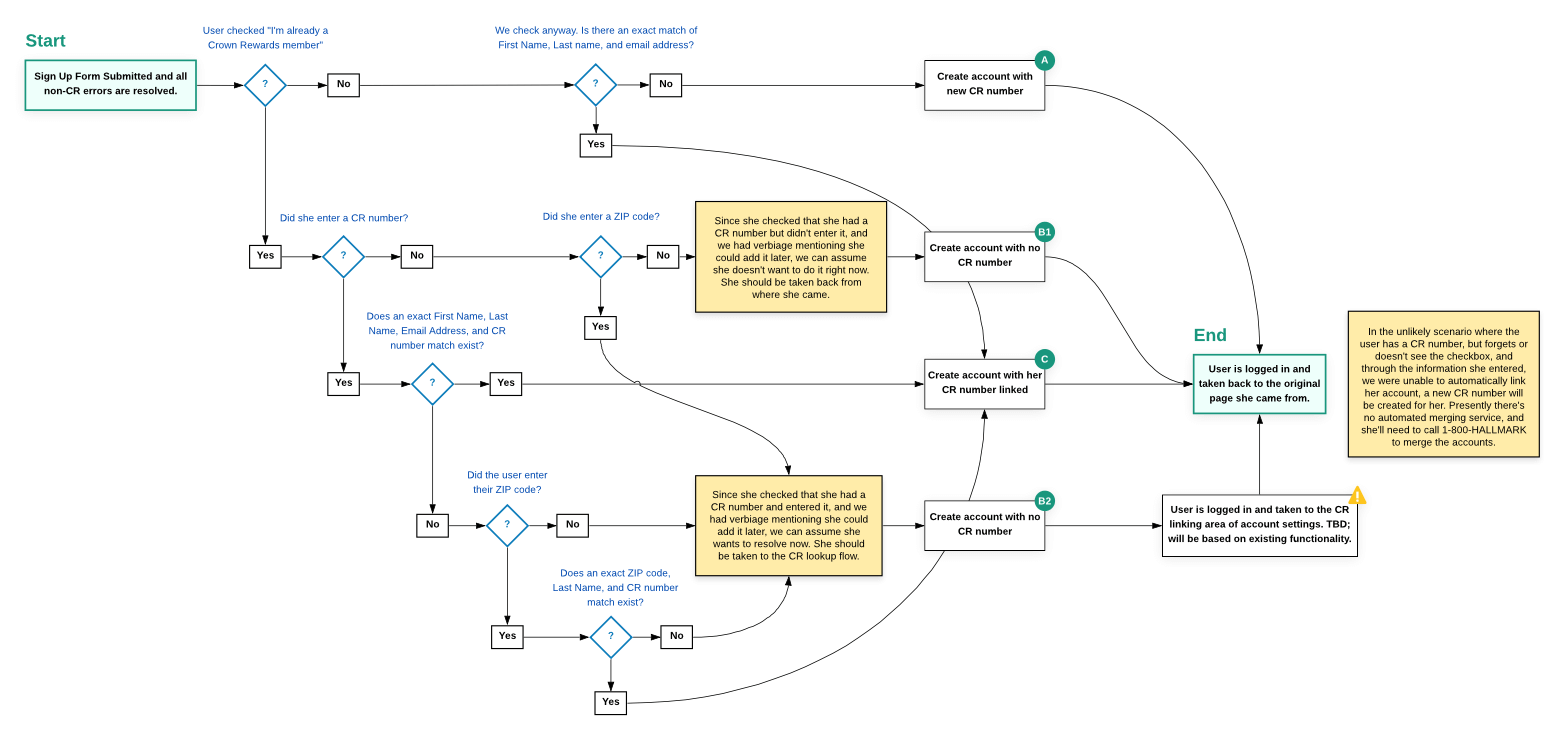 Start
Sign Up Form Submitted and all
non-CR errors are resolved.
User checked "I'm already a
Crown Rewards member"
?
No
We check anyway. Is there an exact match of
First Name, Last name, and email address?
?
No
Yes
A
Create account with
new CR number
Yes
Did she enter a CR number?
?
No
Did she enter a ZIP code?
?
No
Yes
Since she checked that she had a
CR number but didn't enter it, and
we had verbiage mentioning she
could add it later, we can assume
she doesn't want to do it right now.
She should be taken back from
where she came.
B1
Create account with no
CR number
Yes
Does an exact First Name, Last
Name, Email Address, and CR
number match exist?
?
Yes
C
Create account with her
CR number linked
End
User is logged in and
taken back to the original
page she came from.
In the unlikely scenario where the
user has a CR number, but forgets or
doesn't see the checkbox, and
through the information she entered,
we were unable to automatically link
her account, a new CR number will
be created for her. Presently there's
no automated merging service, and
she'll need to call 1-800-HALLMARK
to merge the accounts.
No
Did the user enter
their ZIP code?
?
No
Since she checked that she had a
CR number and entered it, and we
had verbiage mentioning she could
add it later, we can assume she
wants to resolve now. She should
be taken to the CR lookup flow.
B2
Create account with no
CR number
User is logged in and taken to the CR
linking area of account settings. TBD;
will be based on existing functionality.
Yes
Does an exact ZIP code,
Last Name, and CR number
match exist?
?
No
Yes